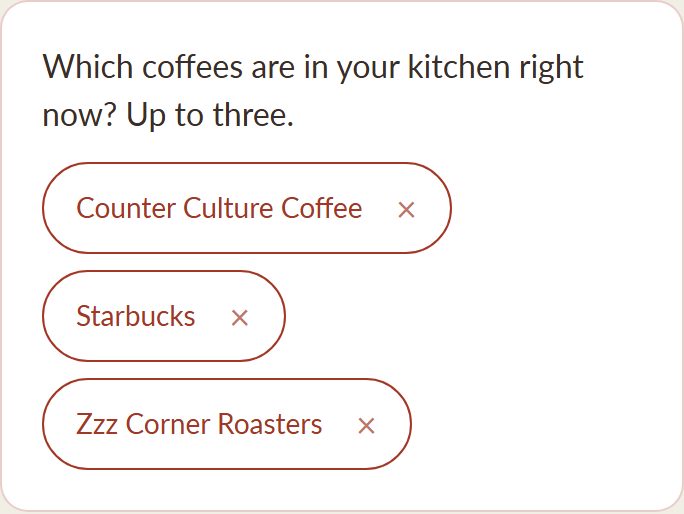 Which coffees are in your kitchen right
now? Up to three.
Counter Culture Coffee ×
Starbucks ×
Zzz Corner Roasters ×